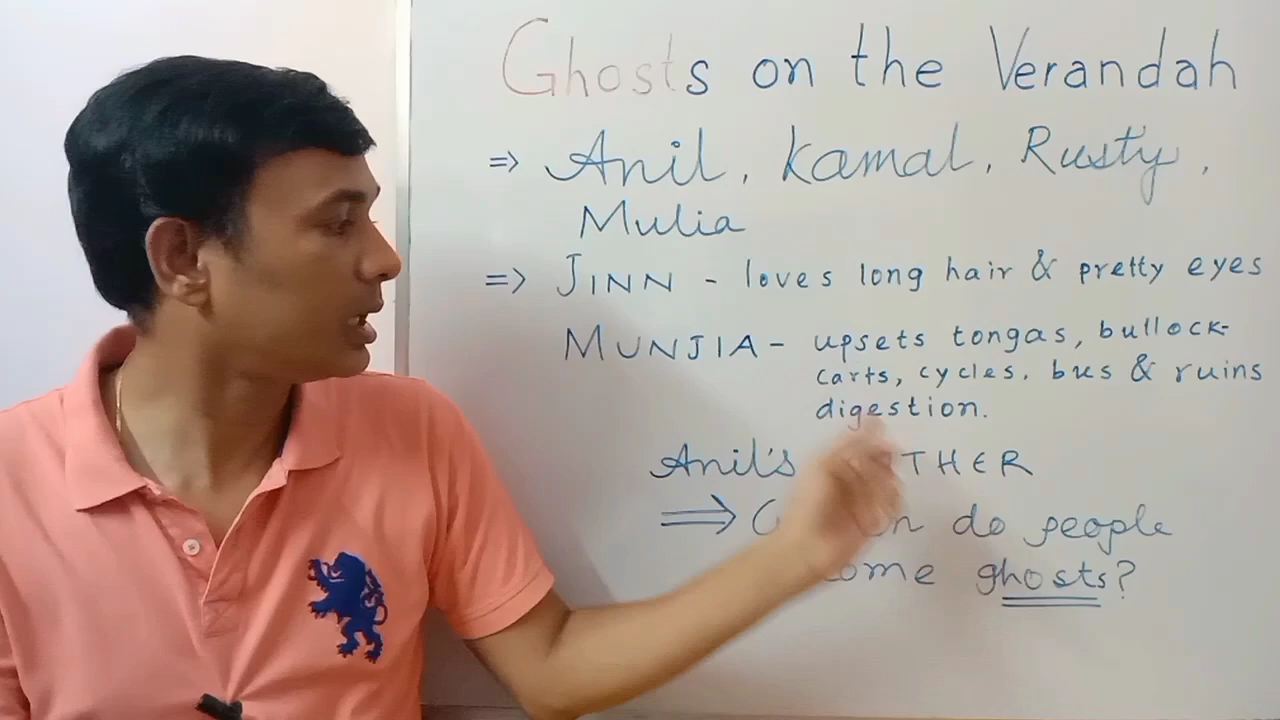 Ghosts on the Verandah
=> Anil, Kamal, Rusty,
Mulia
=> JINN - loves long hair & pretty eyes
MUNJIA - upsets tongas, bullock-
carts, cycles, bus & ruins
digestion.
Anil's
=> do people
ghosts?